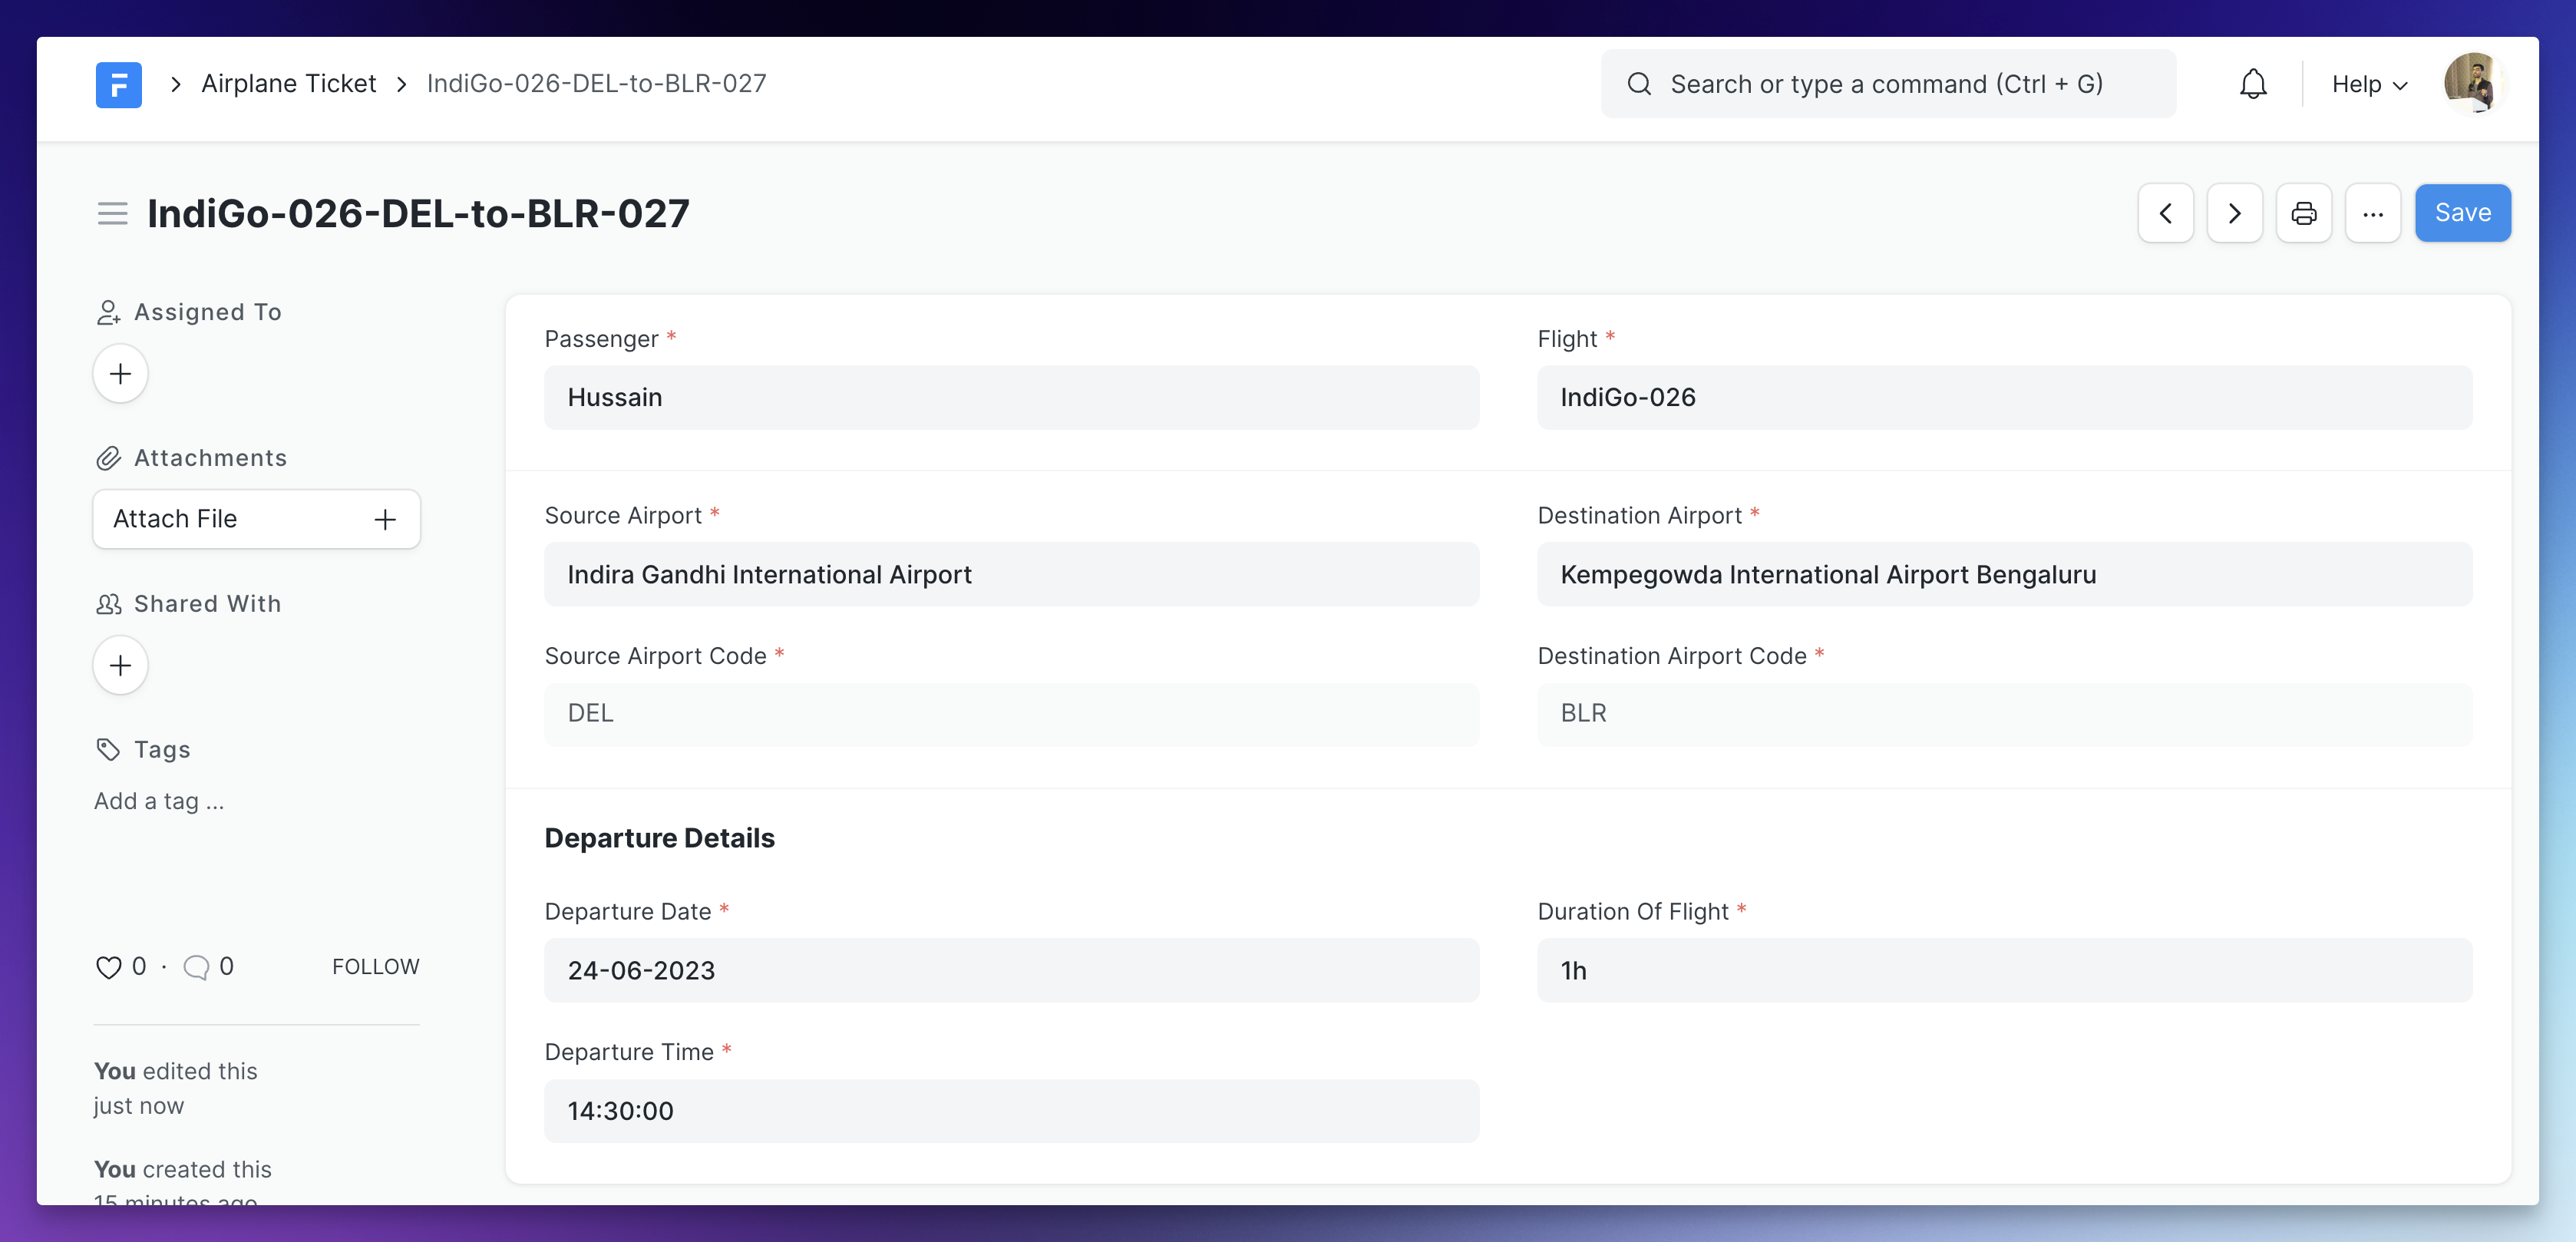 F > Airplane Ticket > IndiGo-026-DEL-to-BLR-027
Search or type a command (Ctrl + G)
Help
IndiGo-026-DEL-to-BLR-027
...
Save
Assigned To
Attachments
Attach File
Shared With
Tags
Add a tag ...
0 · 0 FOLLOW
You edited this
just now
You created this
15 minutes ago
Passenger *
Hussain
Flight *
IndiGo-026
Source Airport *
Indira Gandhi International Airport
Destination Airport *
Kempegowda International Airport Bengaluru
Source Airport Code *
DEL
Destination Airport Code *
BLR
Departure Details
Departure Date *
24-06-2023
Duration Of Flight *
1h
Departure Time *
14:30:00